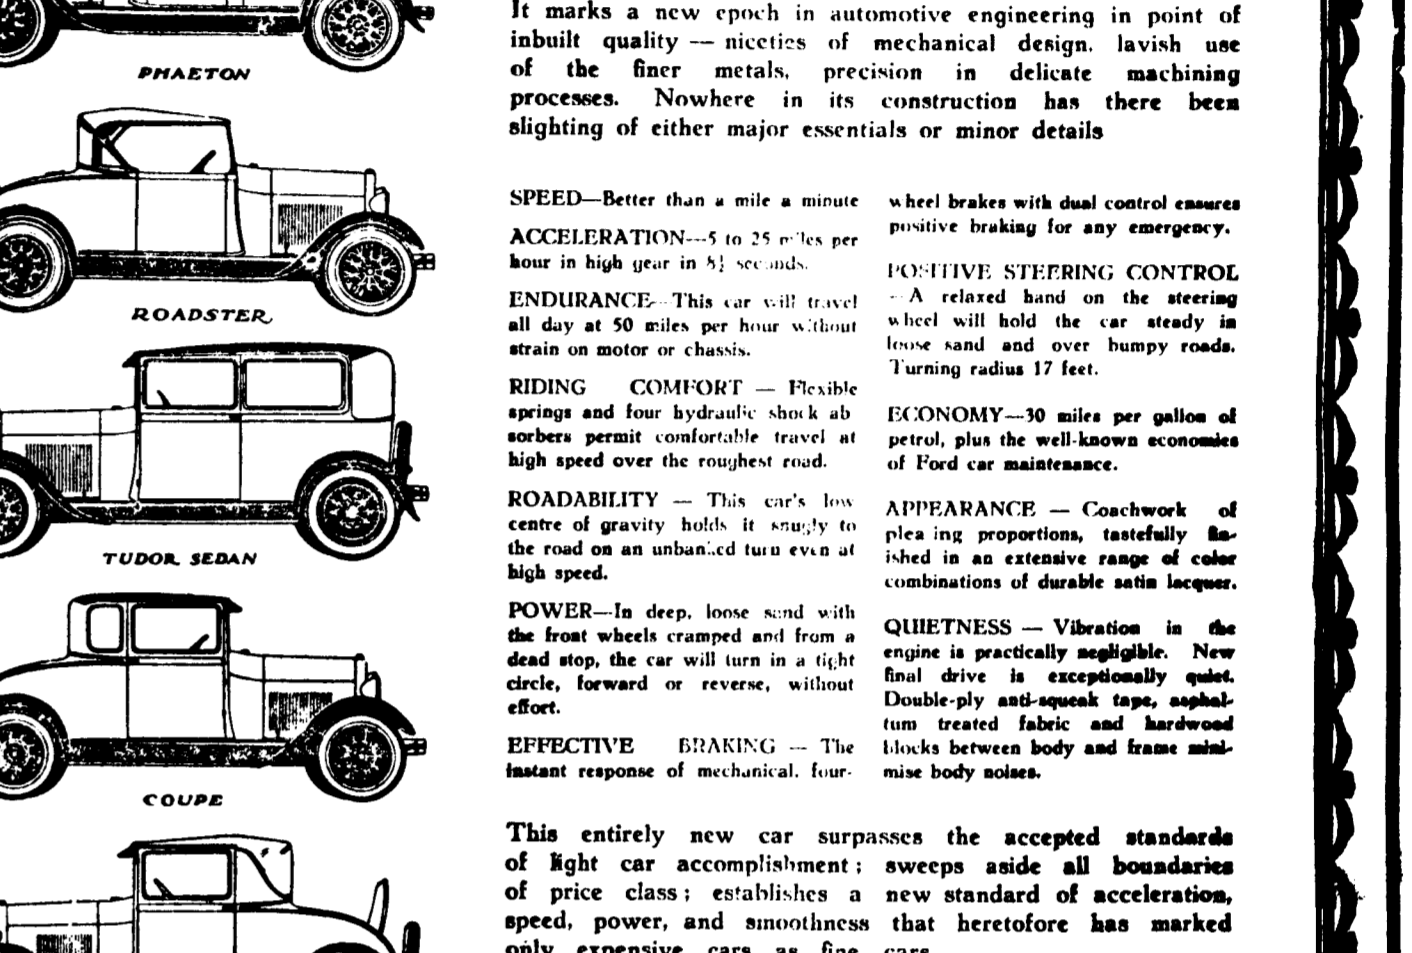 PHAETON
ROADSTER
TUDOR SEDAN
COUPE
It marks a new epoch in automotive engineering in point of
inbuilt quality — niceties of mechanical design, lavish use
of the finer metals, precision in delicate machining
processes. Nowhere in its construction has there been
slighting of either major essentials or minor details
SPEED—Better than a mile a minute
ACCELERATION—5 to 25 miles per
hour in high gear in 8½ seconds.
ENDURANCE—This car will travel
all day at 50 miles per hour without
strain on motor or chassis.
RIDING COMFORT — Flexible
springs and four hydraulic shock ab
sorbers permit comfortable travel at
high speed over the roughest road.
ROADABILITY — This car's low
centre of gravity holds it snugly to
the road on an unbanked turn even at
high speed.
POWER—In deep, loose sand with
the front wheels cramped and from a
dead stop, the car will turn in a tight
circle, forward or reverse, without
effort.
EFFECTIVE BRAKING — The
instant response of mechanical, four-
wheel brakes with dual control ensures
positive braking for any emergency.
POSITIVE STEERING CONTROL
— A relaxed hand on the steering
wheel will hold the car steady in
loose sand and over bumpy roads.
Turning radius 17 feet.
ECONOMY—30 miles per gallon of
petrol, plus the well-known economies
of Ford car maintenance.
APPEARANCE — Coachwork of
pleasing proportions, tastefully fin-
ished in an extensive range of color
combinations of durable satin lacquer.
QUIETNESS — Vibration in the
engine is practically negligible. New
final drive is exceptionally quiet.
Double-ply anti-squeak tape, asphal-
tum treated fabric and hardwood
blocks between body and frame mini-
mise body noises.
This entirely new car surpasses the accepted standards
of light car accomplishment; sweeps aside all boundaries
of price class; establishes a new standard of acceleration,
speed, power, and smoothness that heretofore has marked
only expensive cars as fine cars